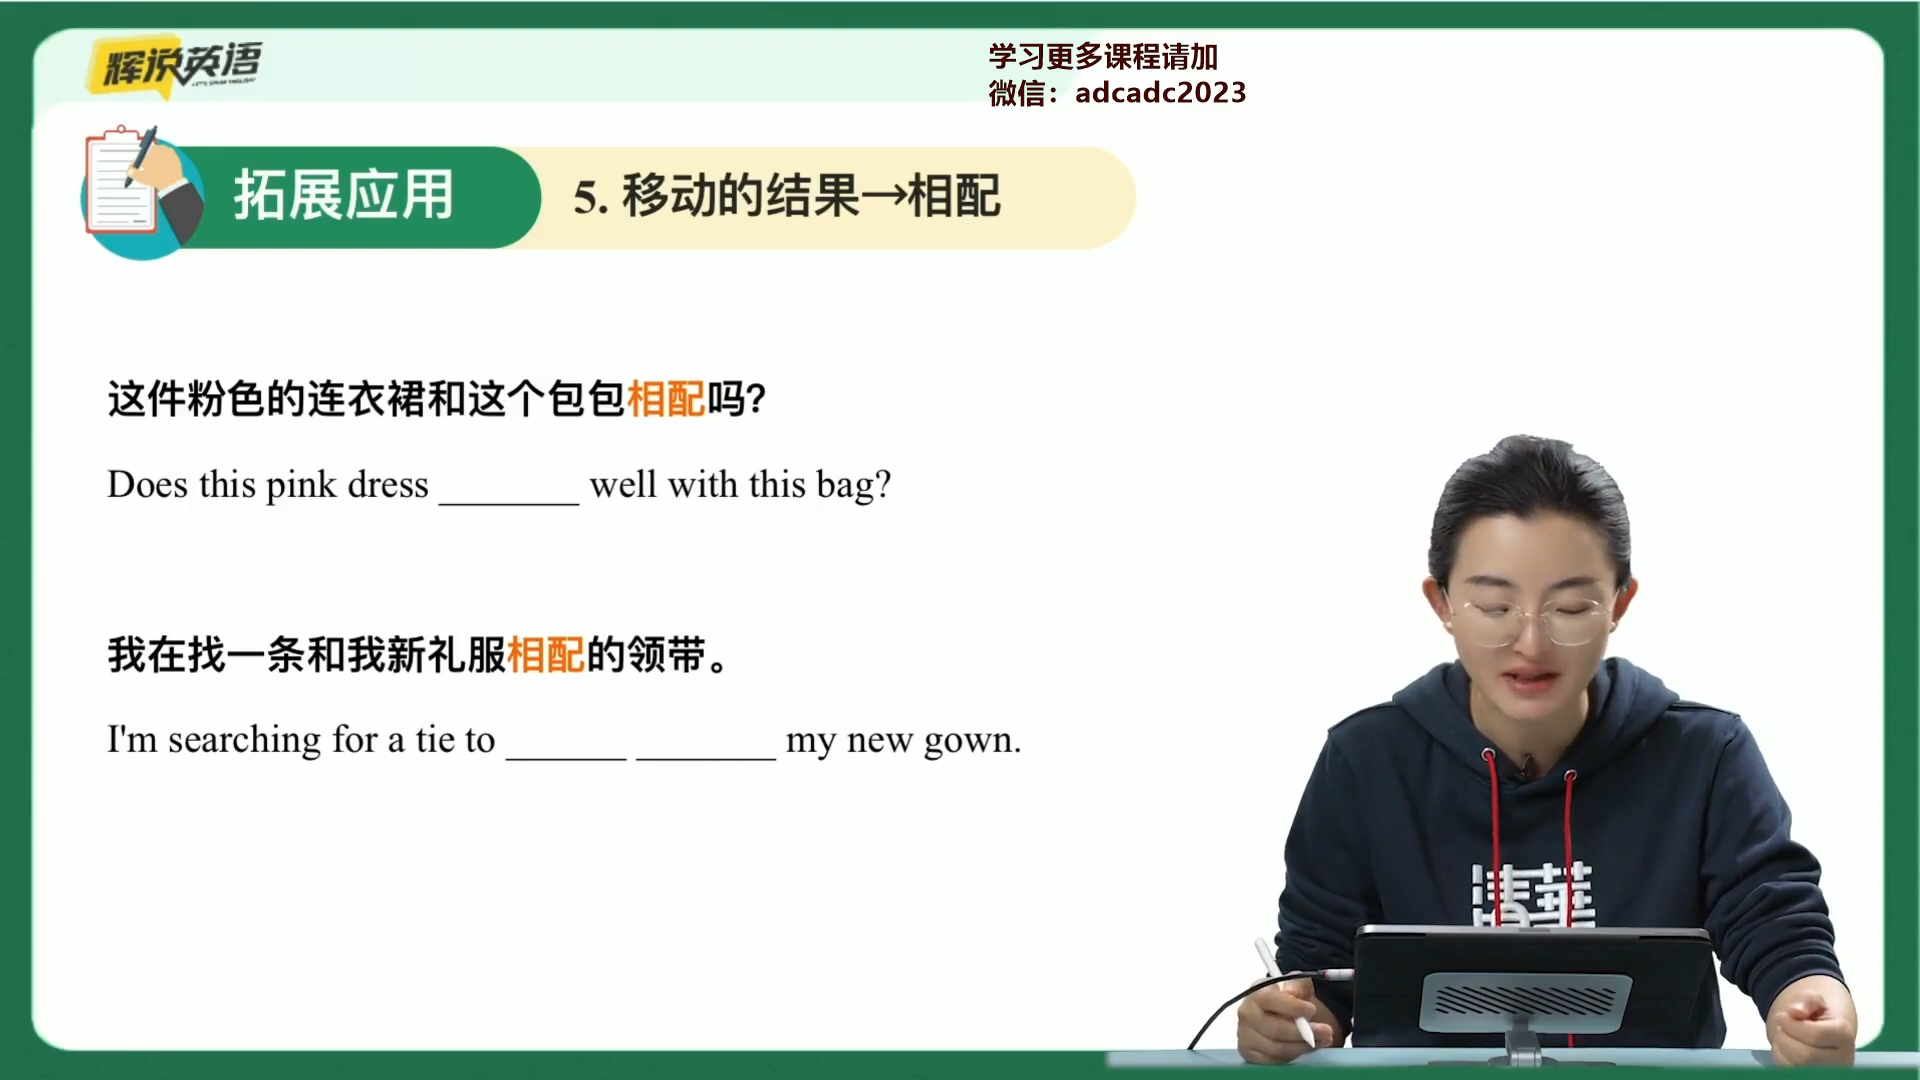 辉说英语
学习更多课程请加
微信：adcadc2023
拓展应用
5. 移动的结果→相配
这件粉色的连衣裙和这个包包相配吗?
Does this pink dress _______ well with this bag?
我在找一条和我新礼服相配的领带。
I'm searching for a tie to ______ _______ my new gown.
清華